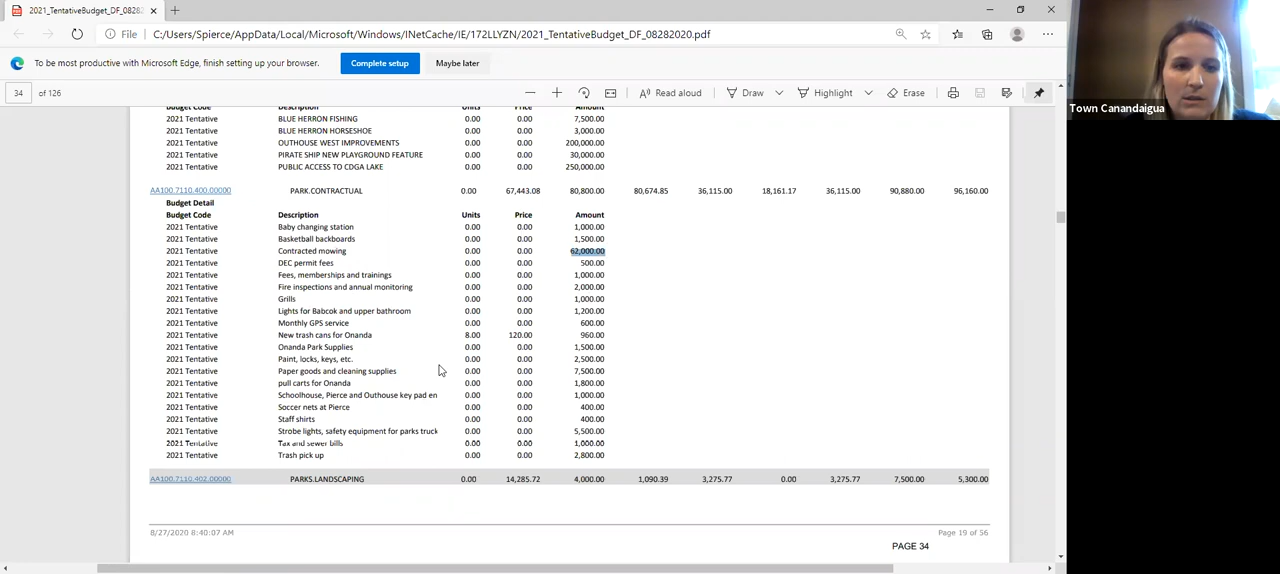 2021_TentativeBudget_DF_08282
File C:/Users/Spierce/AppData/Local/Microsoft/Windows/INetCache/IE/172LLYZN/2021_TentativeBudget_DF_08282020.pdf
To be most productive with Microsoft Edge, finish setting up your browser. Complete setup Maybe later
34 of 126 Read aloud Draw Highlight Erase
Town Canandaigua
Budget Code Description Units Price Amount
2021 Tentative BLUE HERRON FISHING 0.00 0.00 7,500.00
2021 Tentative BLUE HERRON HORSESHOE 0.00 0.00 3,000.00
2021 Tentative OUTHOUSE WEST IMPROVEMENTS 0.00 0.00 200,000.00
2021 Tentative PIRATE SHIP NEW PLAYGROUND FEATURE 0.00 0.00 30,000.00
2021 Tentative PUBLIC ACCESS TO CDGA LAKE 0.00 0.00 250,000.00
AA100.7110.400.00000 PARK.CONTRACTUAL 0.00 67,443.08 80,800.00 80,674.85 36,115.00 18,161.17 36,115.00 90,880.00 96,160.00
Budget Detail
Budget Code Description Units Price Amount
2021 Tentative Baby changing station 0.00 0.00 1,000.00
2021 Tentative Basketball backboards 0.00 0.00 1,500.00
2021 Tentative Contracted mowing 0.00 0.00 62,000.00
2021 Tentative DEC permit fees 0.00 0.00 500.00
2021 Tentative Fees, memberships and trainings 0.00 0.00 1,000.00
2021 Tentative Fire inspections and annual monitoring 0.00 0.00 2,000.00
2021 Tentative Grills 0.00 0.00 1,000.00
2021 Tentative Lights for Babcok and upper bathroom 0.00 0.00 1,200.00
2021 Tentative Monthly GPS service 0.00 0.00 600.00
2021 Tentative New trash cans for Onanda 8.00 120.00 960.00
2021 Tentative Onanda Park Supplies 0.00 0.00 1,500.00
2021 Tentative Paint, locks, keys, etc. 0.00 0.00 2,500.00
2021 Tentative Paper goods and cleaning supplies 0.00 0.00 7,500.00
2021 Tentative pull carts for Onanda 0.00 0.00 1,800.00
2021 Tentative Schoolhouse, Pierce and Outhouse key pad en 0.00 0.00 1,000.00
2021 Tentative Soccer nets at Pierce 0.00 0.00 400.00
2021 Tentative Staff shirts 0.00 0.00 400.00
2021 Tentative Strobe lights, safety equipment for parks truck 0.00 0.00 5,500.00
2021 Tentative Tax and sewer bills 0.00 0.00 1,000.00
2021 Tentative Trash pick up 0.00 0.00 2,800.00
AA100.7110.402.00000 PARKS.LANDSCAPING 0.00 14,285.72 4,000.00 1,090.39 3,275.77 0.00 3,275.77 7,500.00 5,300.00
8/27/2020 8:40:07 AM Page 19 of 56
PAGE 34